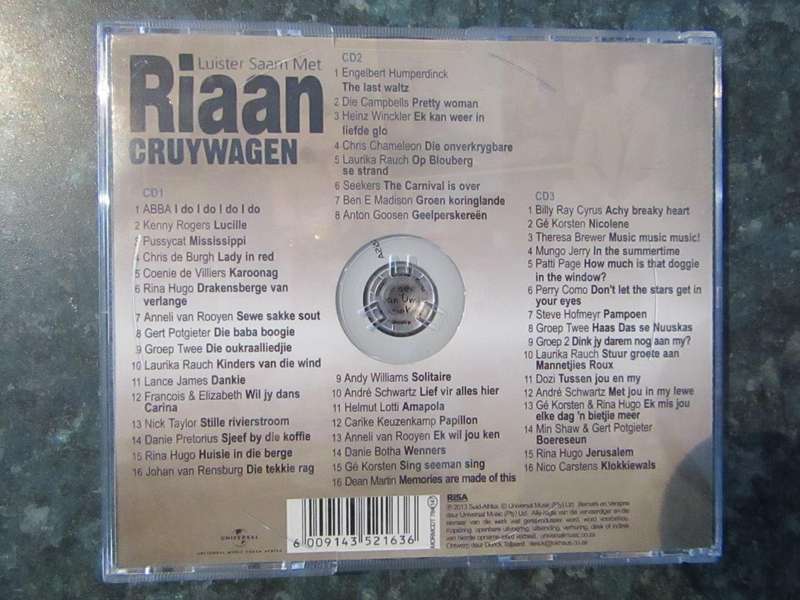 Luister Saam Met
Riaan
CRUYWAGEN
CD1
1 ABBA I do I do I do I do
2 Kenny Rogers Lucille
3 Pussycat Mississippi
4 Chris de Burgh Lady in red
5 Coenie de Villiers Karoonag
6 Rina Hugo Drakensberge van
verlange
7 Anneli van Rooyen Sewe sakke sout
8 Gert Potgieter Die baba boogie
9 Groep Twee Die oukraalliedjie
10 Laurika Rauch Kinders van die wind
11 Lance James Dankie
12 Francois & Elizabeth Wil jy dans
Carina
13 Nick Taylor Stille rivierstroom
14 Danie Pretorius Sjeef by die koffie
15 Rina Hugo Huisie in die berge
16 Johan van Rensburg Die tekkie rag
CD2
1 Engelbert Humperdinck
The last waltz
2 Die Campbells Pretty woman
3 Heinz Winckler Ek kan weer in
liefde glo
4 Chris Chameleon Die onverkrygbare
5 Laurika Rauch Op Blouberg
se strand
6 Seekers The Carnival is over
7 Ben E Madison Groen koringlande
8 Anton Goosen Geelperskereën
9 Andy Williams Solitaire
10 André Schwartz Lief vir alles hier
11 Helmut Lotti Amapola
12 Carike Keuzenkamp Papillon
13 Anneli van Rooyen Ek wil jou ken
14 Danie Botha Wenners
15 Gé Korsten Sing seeman sing
16 Dean Martin Memories are made of this
CD3
1 Billy Ray Cyrus Achy breaky heart
2 Gé Korsten Nicolene
3 Theresa Brewer Music music music!
4 Mungo Jerry In the summertime
5 Patti Page How much is that doggie
in the window?
6 Perry Como Don't let the stars get in
your eyes
7 Steve Hofmeyr Pampoen
8 Groep Twee Haas Das se Nuuskas
9 Groep 2 Dink jy darem nog aan my?
10 Laurika Rauch Stuur groete aan
Mannetjies Roux
11 Dozi Tussen jou en my
12 André Schwartz Met jou in my lewe
13 Gé Korsten & Rina Hugo Ek mis jou
elke dag 'n bietjie meer
14 Min Shaw & Gert Potgieter
Boereseun
15 Rina Hugo Jerusalem
16 Nico Carstens Klokkiewals
UNIVERSAL
UNIVERSAL MUSIC SOUTH AFRICA
6 009143 521636
RISA
℗ 2013 Suid-Afrika. © Universal Music (Pty) Ltd.
deur Universal Music (Pty) Ltd.